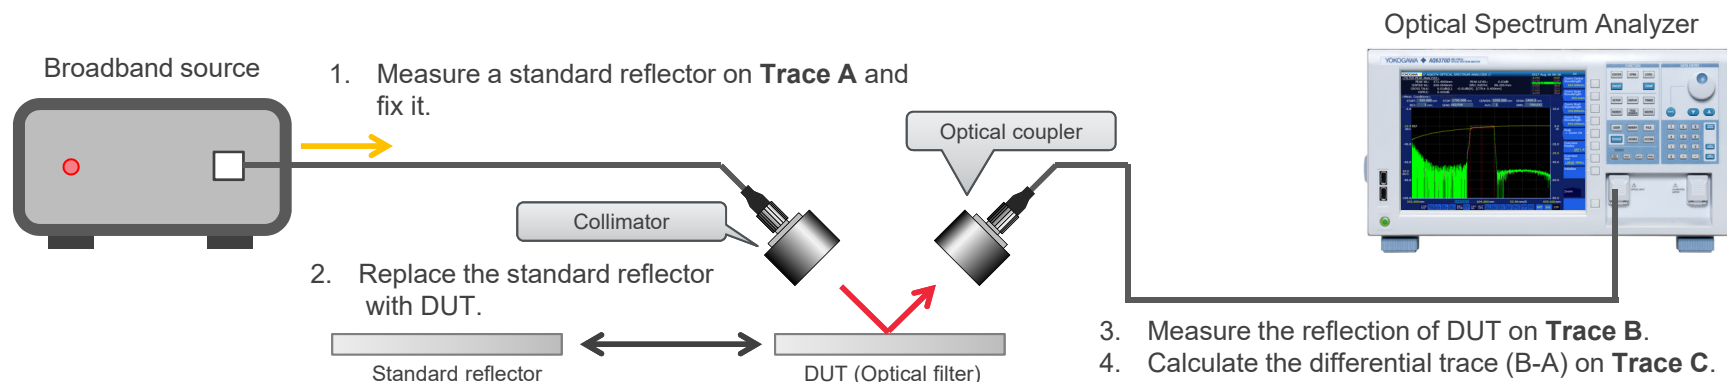 Optical Spectrum Analyzer
Broadband source
1. Measure a standard reflector on Trace A and
fix it.
Optical coupler
Collimator
2. Replace the standard reflector
with DUT.
Standard reflector
DUT (Optical filter)
3. Measure the reflection of DUT on Trace B.
4. Calculate the differential trace (B-A) on Trace C.
YOKOGAWA